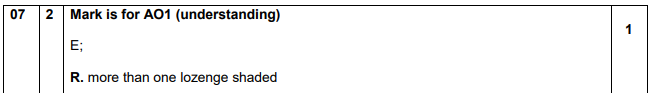 07 2 Mark is for AO1 (understanding) 1
E;
R. more than one lozenge shaded